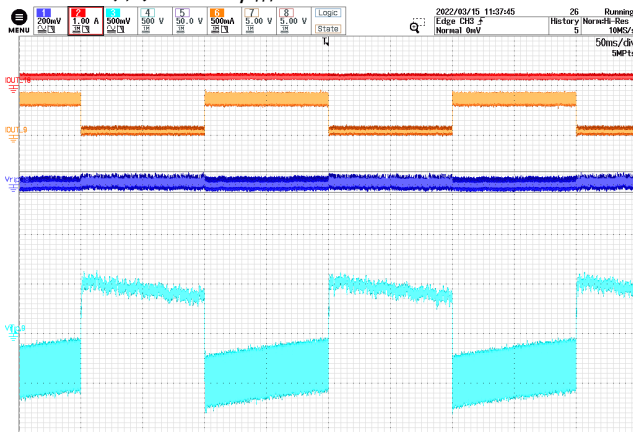 1 2 3 4 5 6 7 8 Logic
200mV 1.00 A 500mV 500 V 50.0 V 500mA 5.00 V 5.00 V State
MENU
2022/03/15 11:37:45 26 Running
Edge CH3 History Norm:Hi-Res
Normal 0mV 5 10MS/s
50ms/div
5MPts
IOUT_9